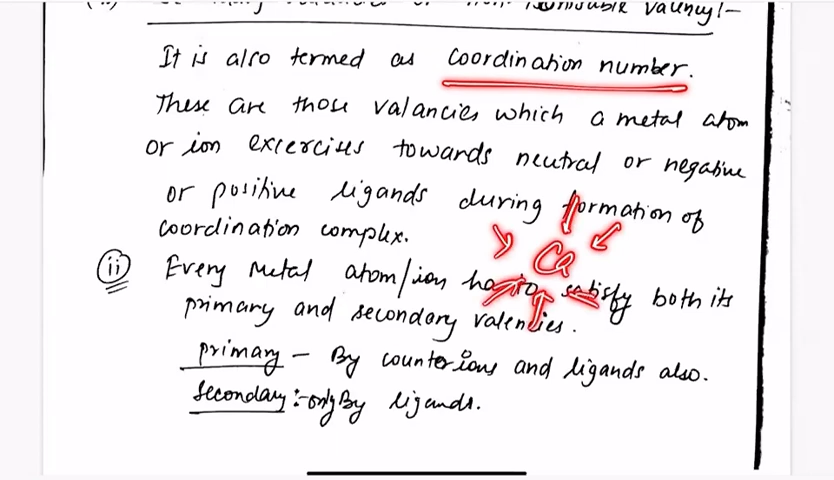 valency:-
It is also termed as Coordination number.
These are those valancies which a metal atom
or ion excercises towards neutral or negative
or positive ligands during formation of
coordination complex.
(ii) Every Metal atom/ion has to satisfy both its
primary and secondary valencies.
primary - By counter ions and ligands also.
Secondary :- only By ligands.